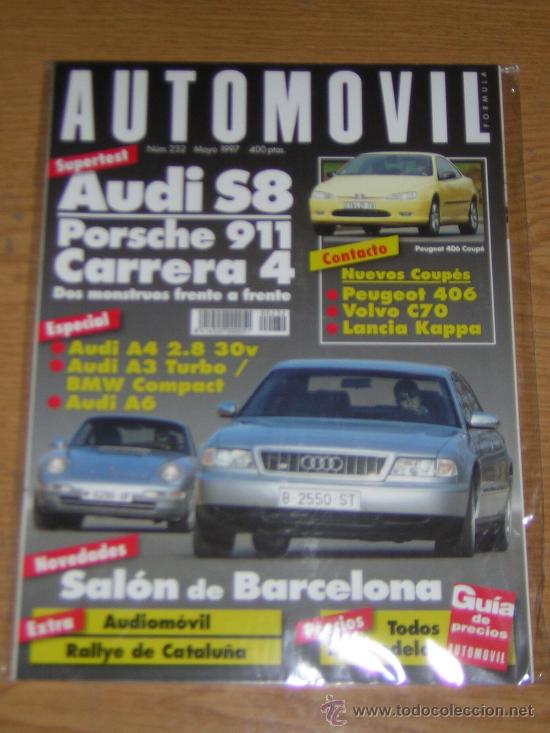 AUTOMOVIL
FORMULA
Núm. 232 Mayo 1997 400 ptas.
Supertest
Audi S8
Porsche 911
Carrera 4
Dos monstruos frente a frente
Peugeot 406 Coupé
Contacto
Nuevos Coupés
Peugeot 406
Volvo C70
Lancia Kappa
Especial
Audi A4 2.8 30v
Audi A3 Turbo /
BMW Compact
Audi A6
B 2550 ST
Novedades
Salón de Barcelona
Extra
Audiomóvil
Rallye de Cataluña
Precios
Todos
Guía
de
precios
AUTOMOVIL
www.todocoleccion.net